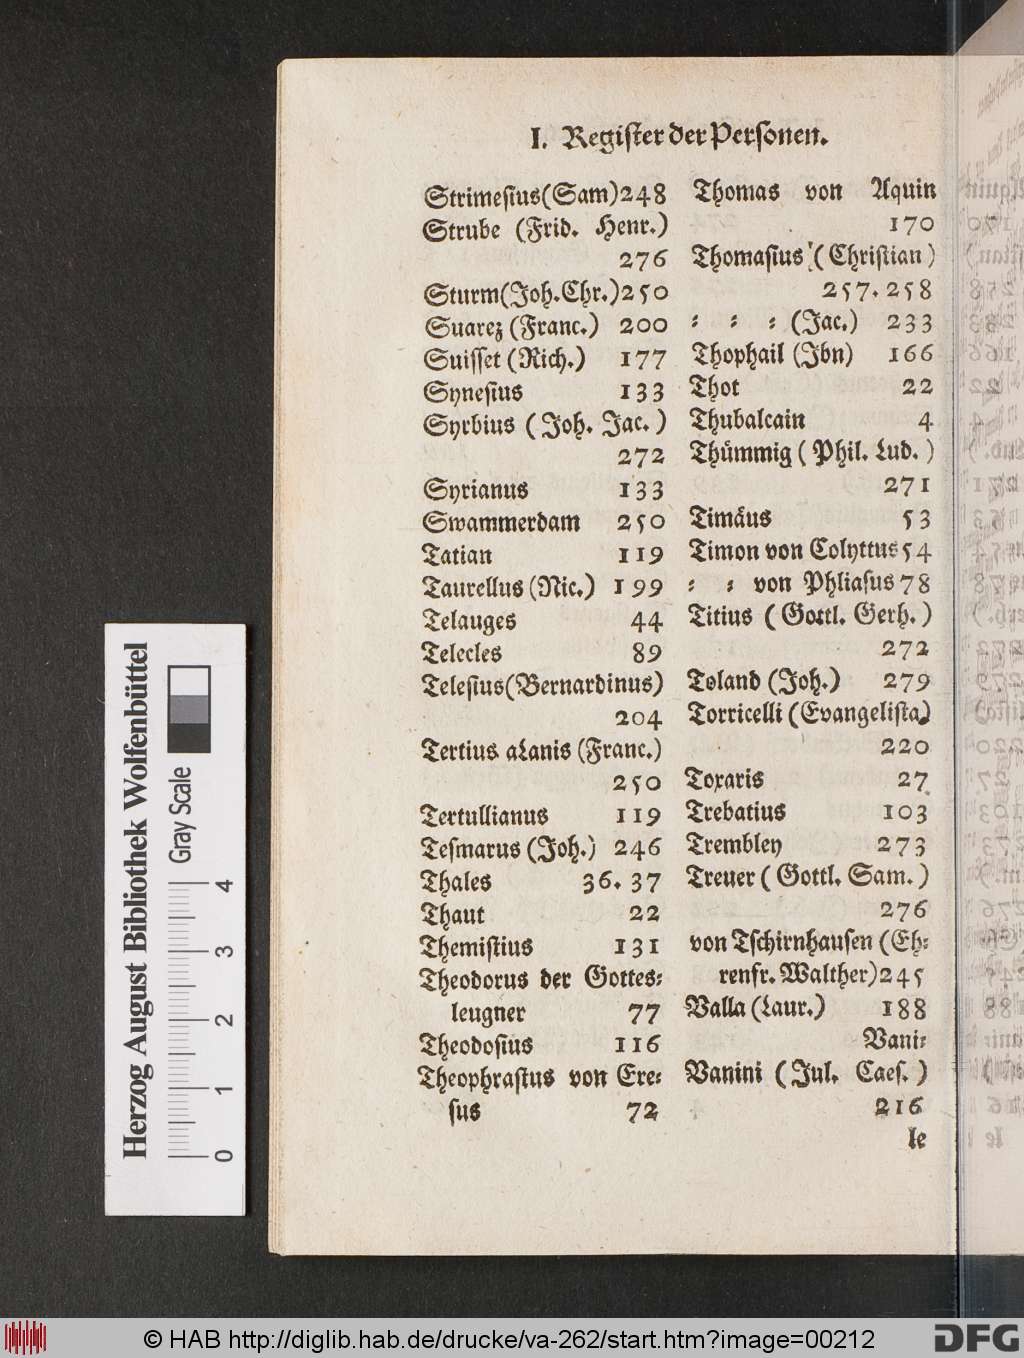 I. Register der Personen.
Strimeſius(Sam)248
Strube (Frid. Henr.)
276
Sturm(Joh.Chr.)250
Suarez (Franc.) 200
Suiſſet (Rich.) 177
Syneſius 133
Syrbius (Joh. Jac.)
272
Syrianus 133
Swammerdam 250
Tatian 119
Taurellus (Nic.) 199
Telauges 44
Telecles 89
Teleſius(Bernardinus)
204
Tertius aLanis (Franc.)
250
Tertullianus 119
Teſmarus (Joh.) 246
Thales 36. 37
Thaut 22
Themiſtius 131
Theodorus der Gottes⸗
leugner 77
Theodoſius 116
Theophraſtus von Ere⸗
ſus 72
Thomas von Aquin
170
Thomaſius (Chriſtian)
257. 258
⸗ ⸗ ⸗ (Jac.) 233
Thophail (Ibn) 166
Thot 22
Thubalcain 4
Thümmig (Phil. Lud.)
271
Timäus 53
Timon von Colyttus 54
⸗ ⸗ von Phliaſus 78
Titius (Gottl. Gerh.)
272
Toland (Joh.) 279
Torricelli (Evangeliſta)
220
Toxaris 27
Trebatius 103
Trembley 273
Treuer (Gottl. Sam.)
276
von Tſchirnhauſen (Eh⸗
renfr. Walther) 245
Valla (Laur.) 188
Vani⸗
Vanini (Jul. Caeſ.)
216
le
Herzog August Bibliothek Wolfenbüttel
Gray Scale
0 1 2 3 4
© HAB http://diglib.hab.de/drucke/va-262/start.htm?image=00212
DFG